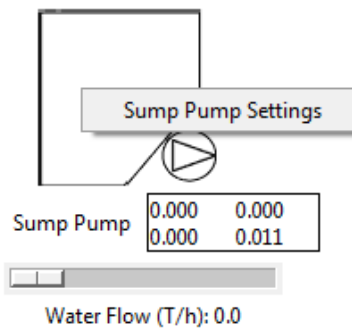 Sump Pump Settings
Sump Pump
0.000 0.000
0.000 0.011
Water Flow (T/h): 0.0